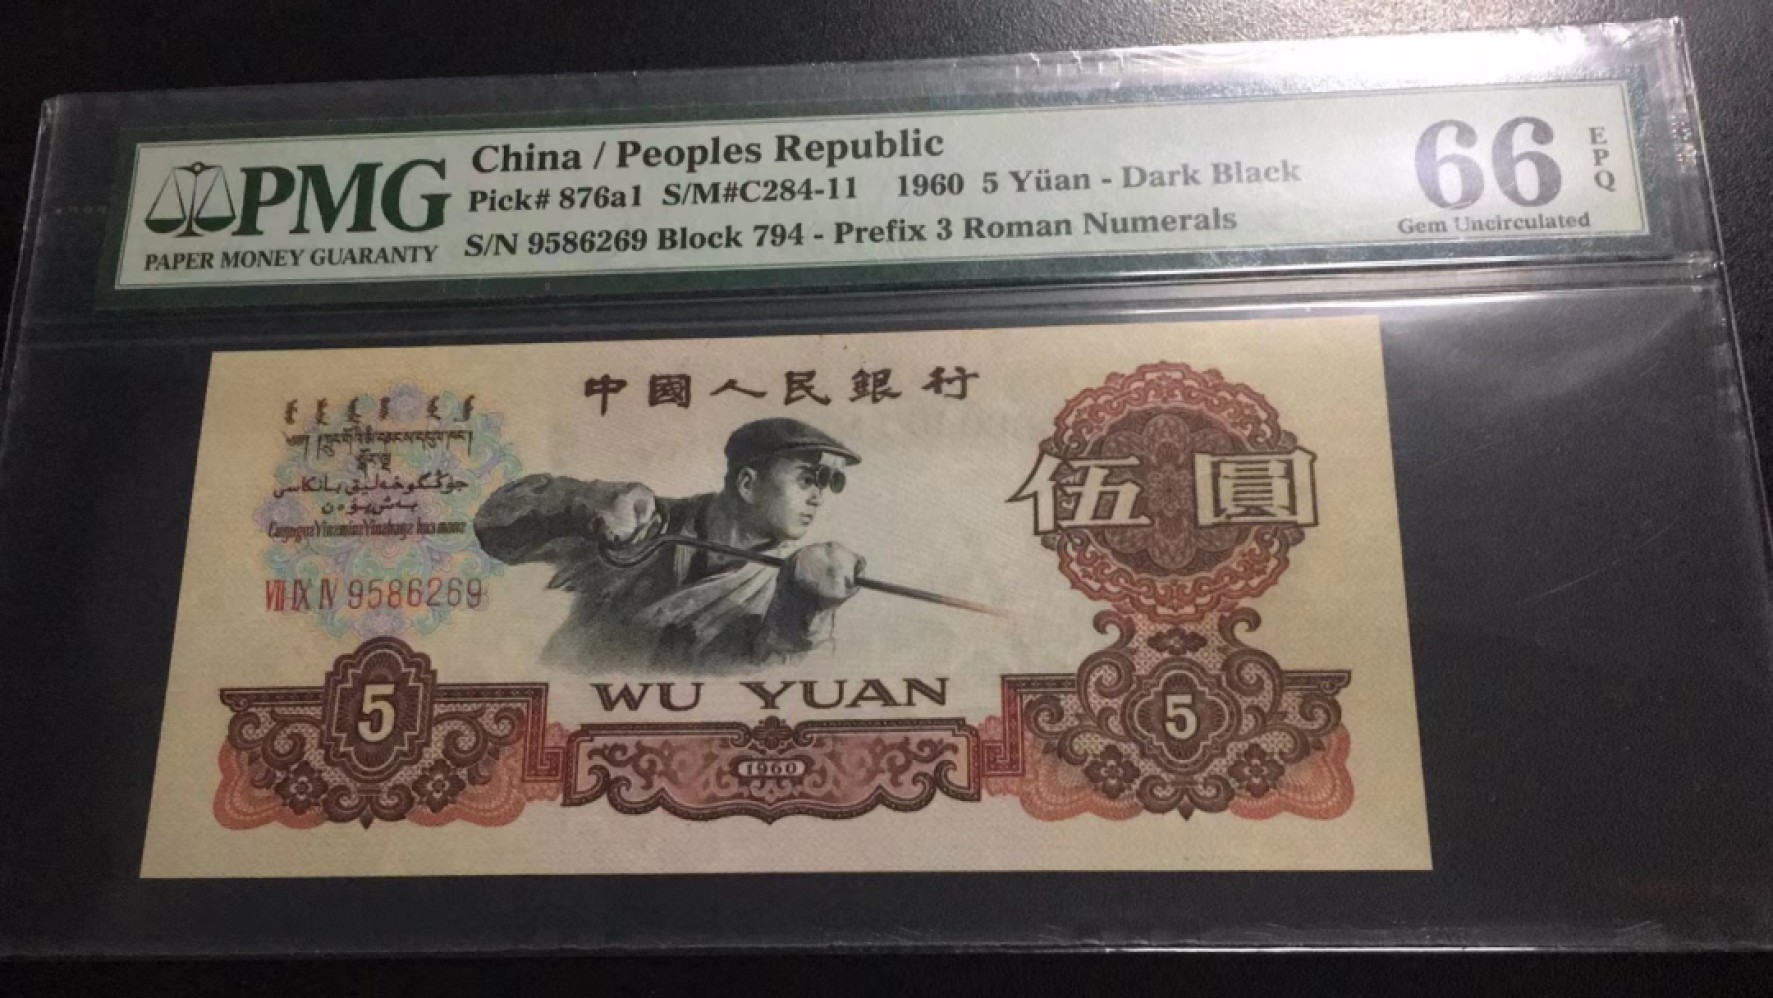 PMG
PAPER MONEY GUARANTY
China / Peoples Republic
Pick# 876a1 S/M#C284-11 1960 5 Yüan - Dark Black
S/N 9586269 Block 794 - Prefix 3 Roman Numerals
66
EPQ
Gem Uncirculated
中國人民銀行
伍圓
VII IX IV 9586269
5
WU YUAN
5
1960